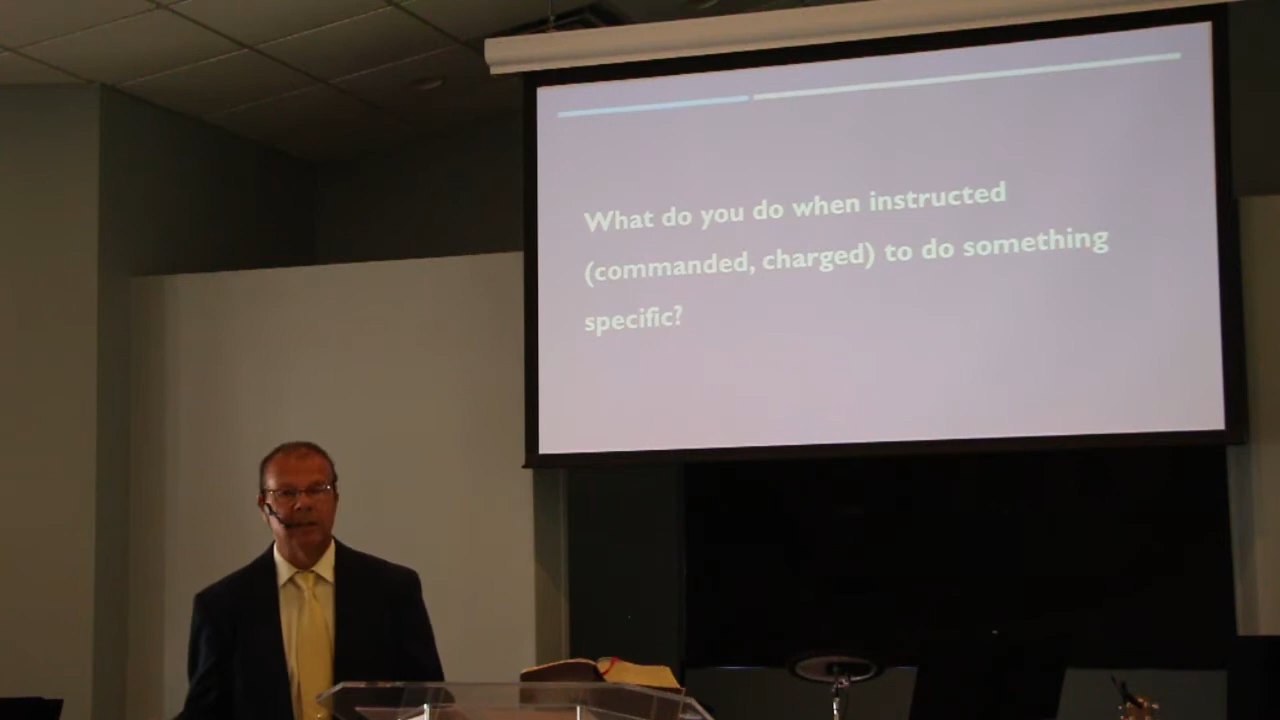 What do you do when instructed
(commanded, charged) to do something
specific?